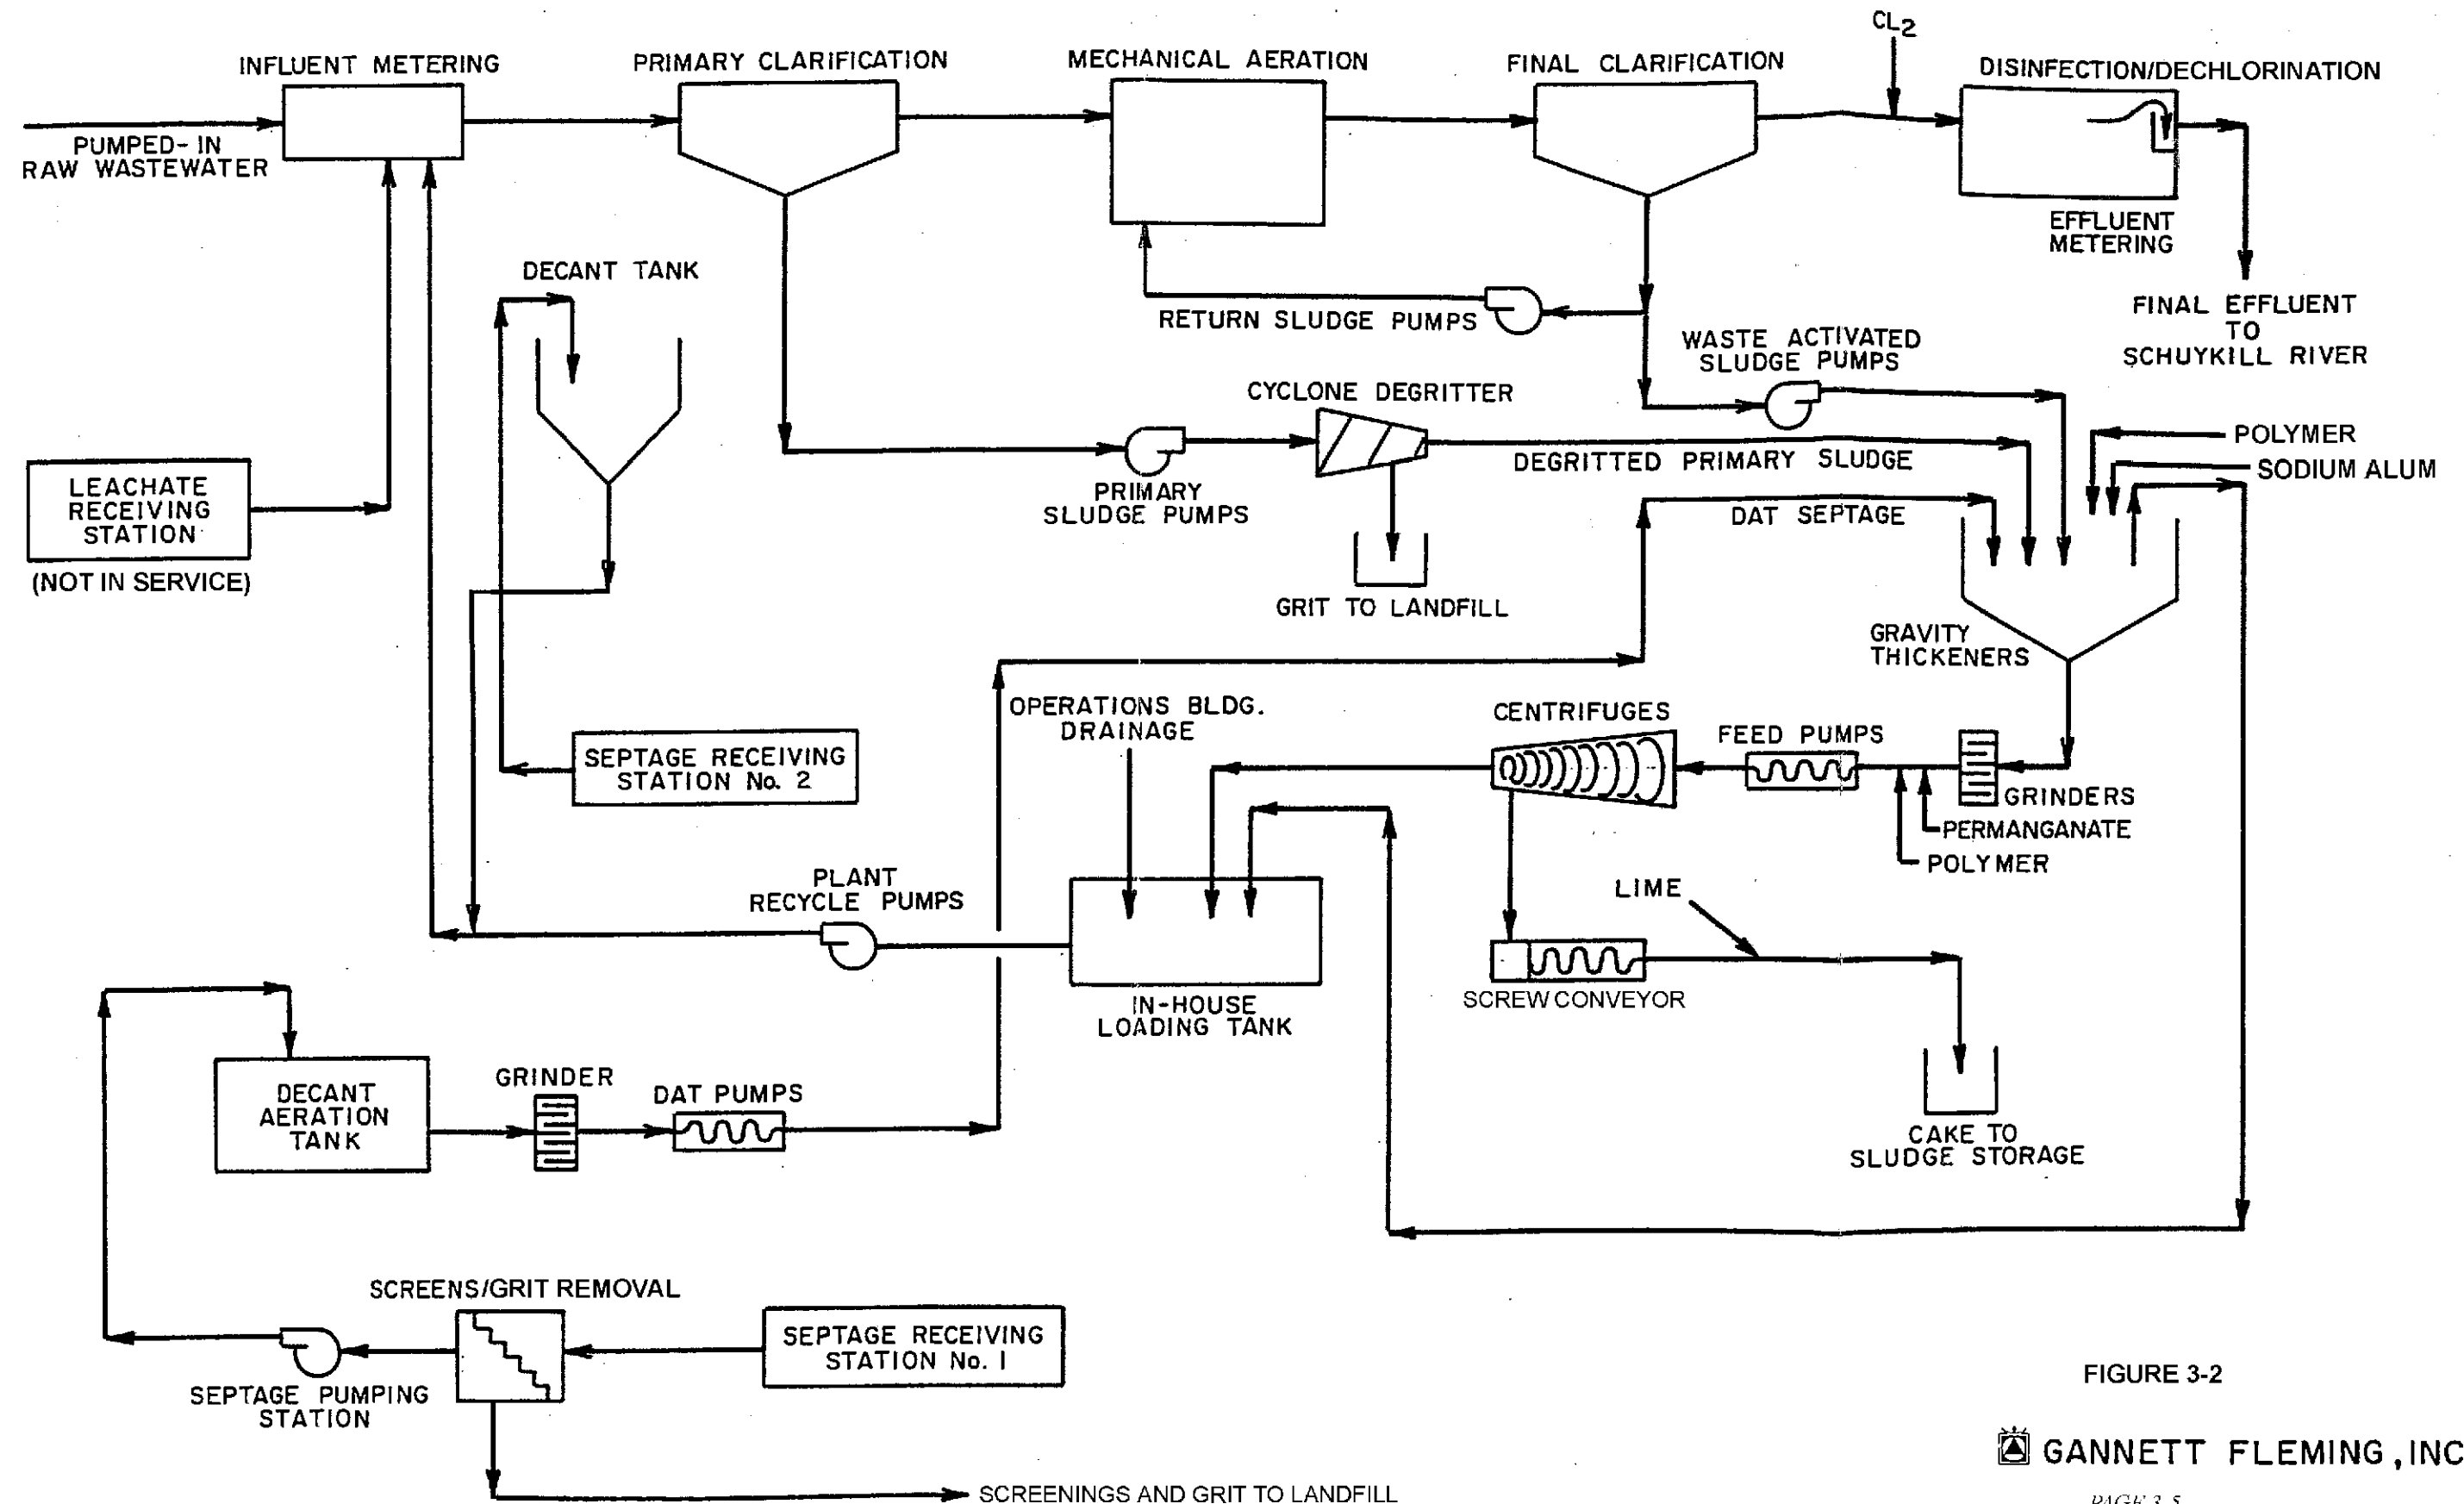 CL2
INFLUENT METERING
PRIMARY CLARIFICATION
MECHANICAL AERATION
FINAL CLARIFICATION
DISINFECTION/DECHLORINATION
PUMPED-IN
RAW WASTEWATER
EFFLUENT
METERING
DECANT TANK
RETURN SLUDGE PUMPS
FINAL EFFLUENT
TO
SCHUYKILL RIVER
WASTE ACTIVATED
SLUDGE PUMPS
CYCLONE DEGRITTER
POLYMER
SODIUM ALUM
DEGRITTED PRIMARY SLUDGE
LEACHATE
RECEIVING
STATION
(NOT IN SERVICE)
PRIMARY
SLUDGE PUMPS
DAT SEPTAGE
GRIT TO LANDFILL
GRAVITY
THICKENERS
OPERATIONS BLDG.
DRAINAGE
CENTRIFUGES
FEED PUMPS
SEPTAGE RECEIVING
STATION No. 2
GRINDERS
PERMANGANATE
POLYMER
PLANT
RECYCLE PUMPS
LIME
IN-HOUSE
LOADING TANK
SCREW CONVEYOR
DECANT
AERATION
TANK
GRINDER
DAT PUMPS
CAKE TO
SLUDGE STORAGE
SCREENS/GRIT REMOVAL
SEPTAGE RECEIVING
STATION No. 1
SEPTAGE PUMPING
STATION
FIGURE 3-2
GANNETT FLEMING, INC
SCREENINGS AND GRIT TO LANDFILL
PAGE 3-5